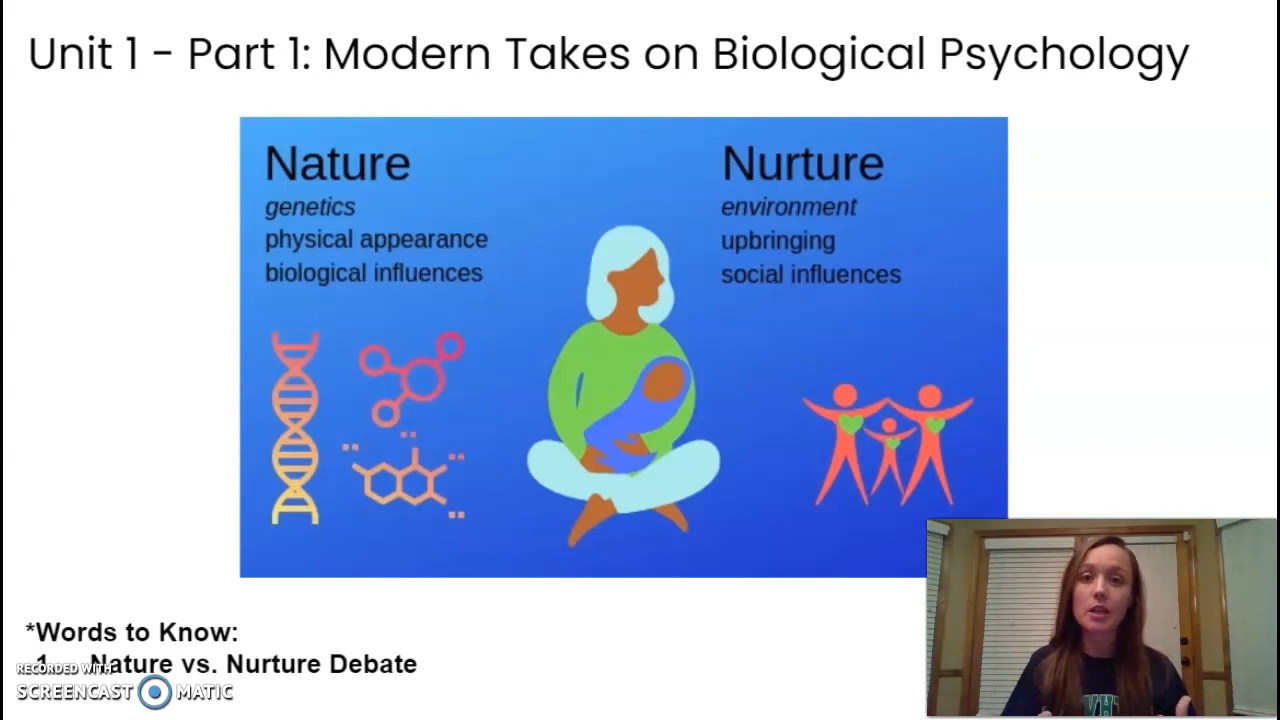 Unit 1 - Part 1: Modern Takes on Biological Psychology
Nature
genetics
physical appearance
biological influences
Nurture
environment
upbringing
social influences
*Words to Know:
1. Nature vs. Nurture Debate
RECORDED WITH
SCREENCAST MATIC